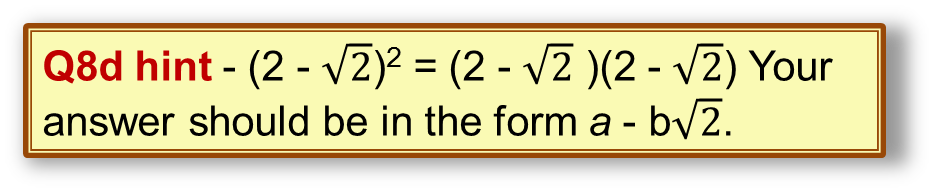 Q8d hint - (2 - √2)² = (2 - √2 )(2 - √2) Your
answer should be in the form a - b√2.